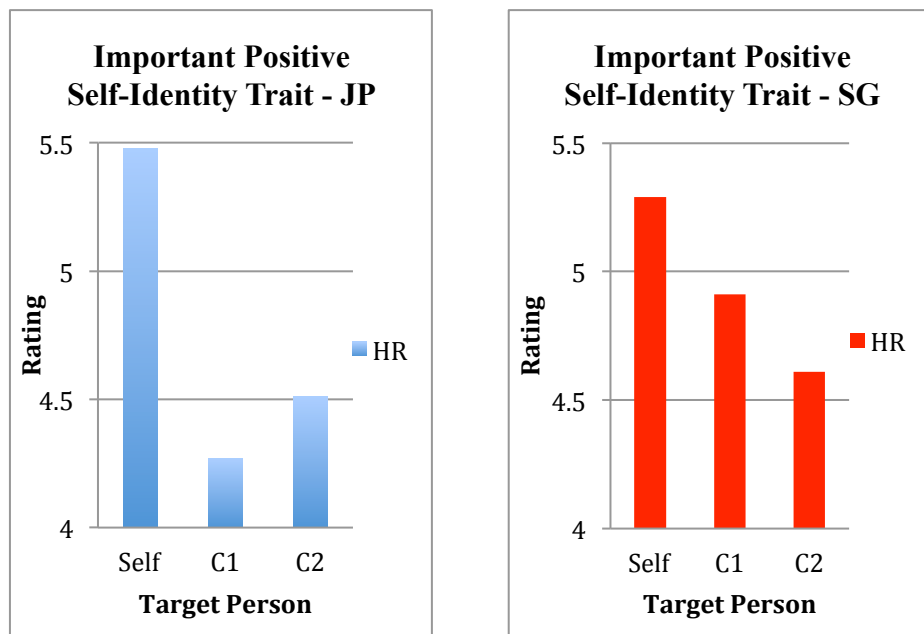 Important Positive
Self-Identity Trait - JP
5.5
5
4.5
4
Rating
HR
Self C1 C2
Target Person
Important Positive
Self-Identity Trait - SG
5.5
5
4.5
4
Rating
HR
Self C1 C2
Target Person